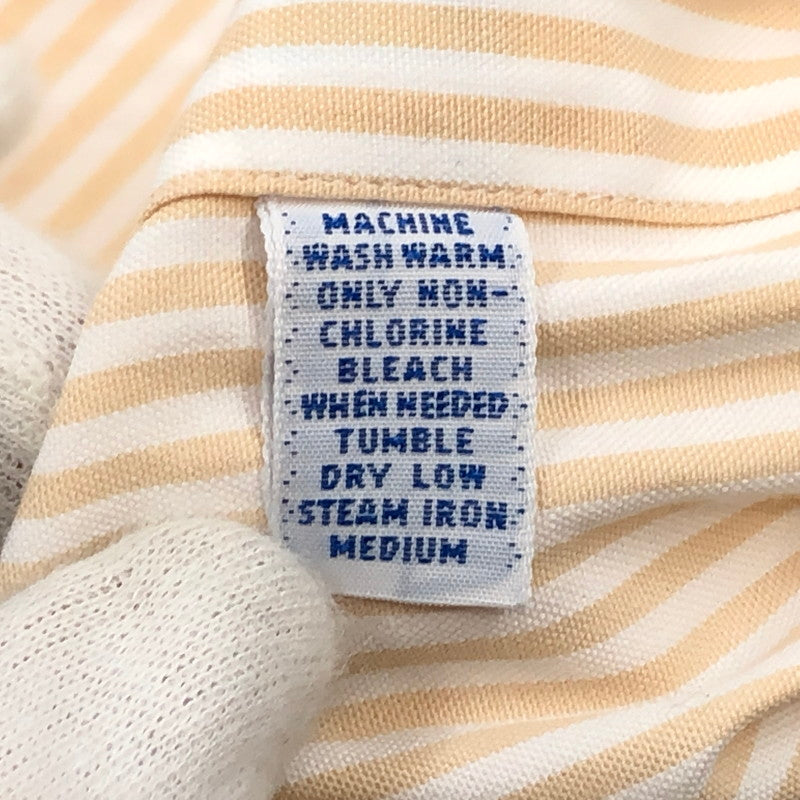 MACHINE
WASH WARM
ONLY NON-
CHLORINE
BLEACH
WHEN NEEDED
TUMBLE
DRY LOW
STEAM IRON
MEDIUM